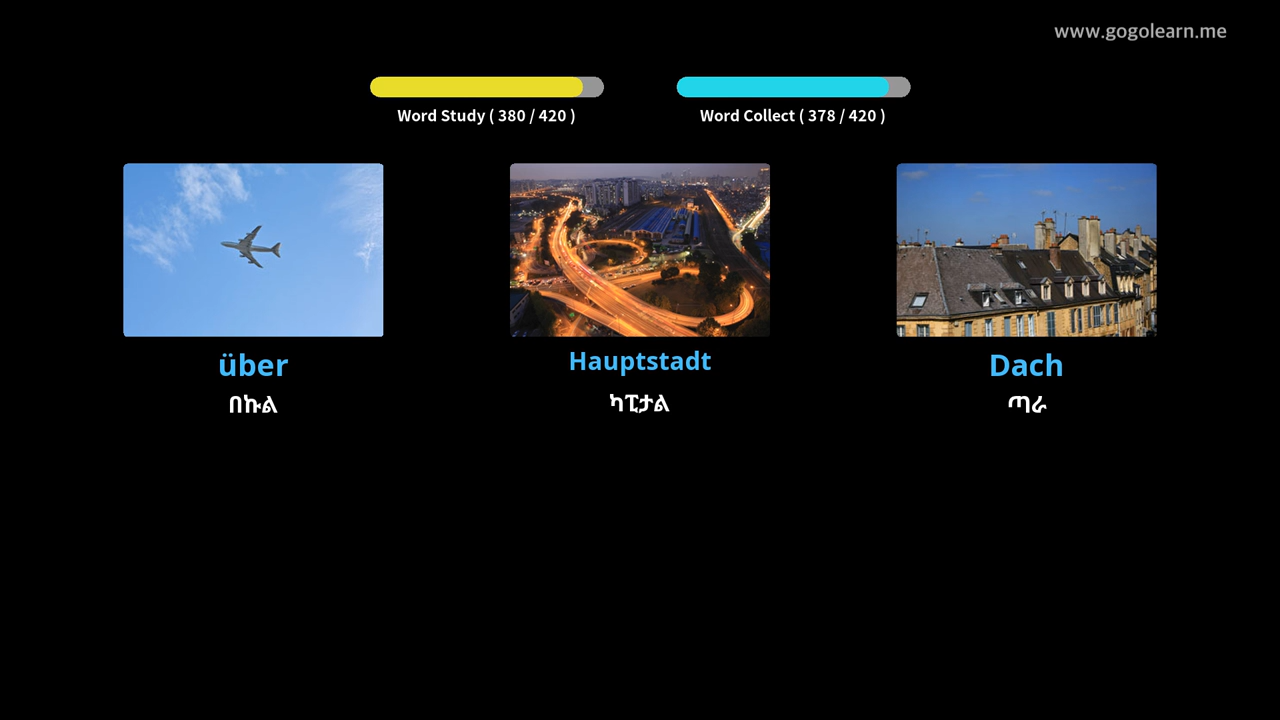 www.gogolearn.me
Word Study ( 380 / 420 )
Word Collect ( 378 / 420 )
über
Hauptstadt
Dach
በኩል
ካፒታል
ጣራ